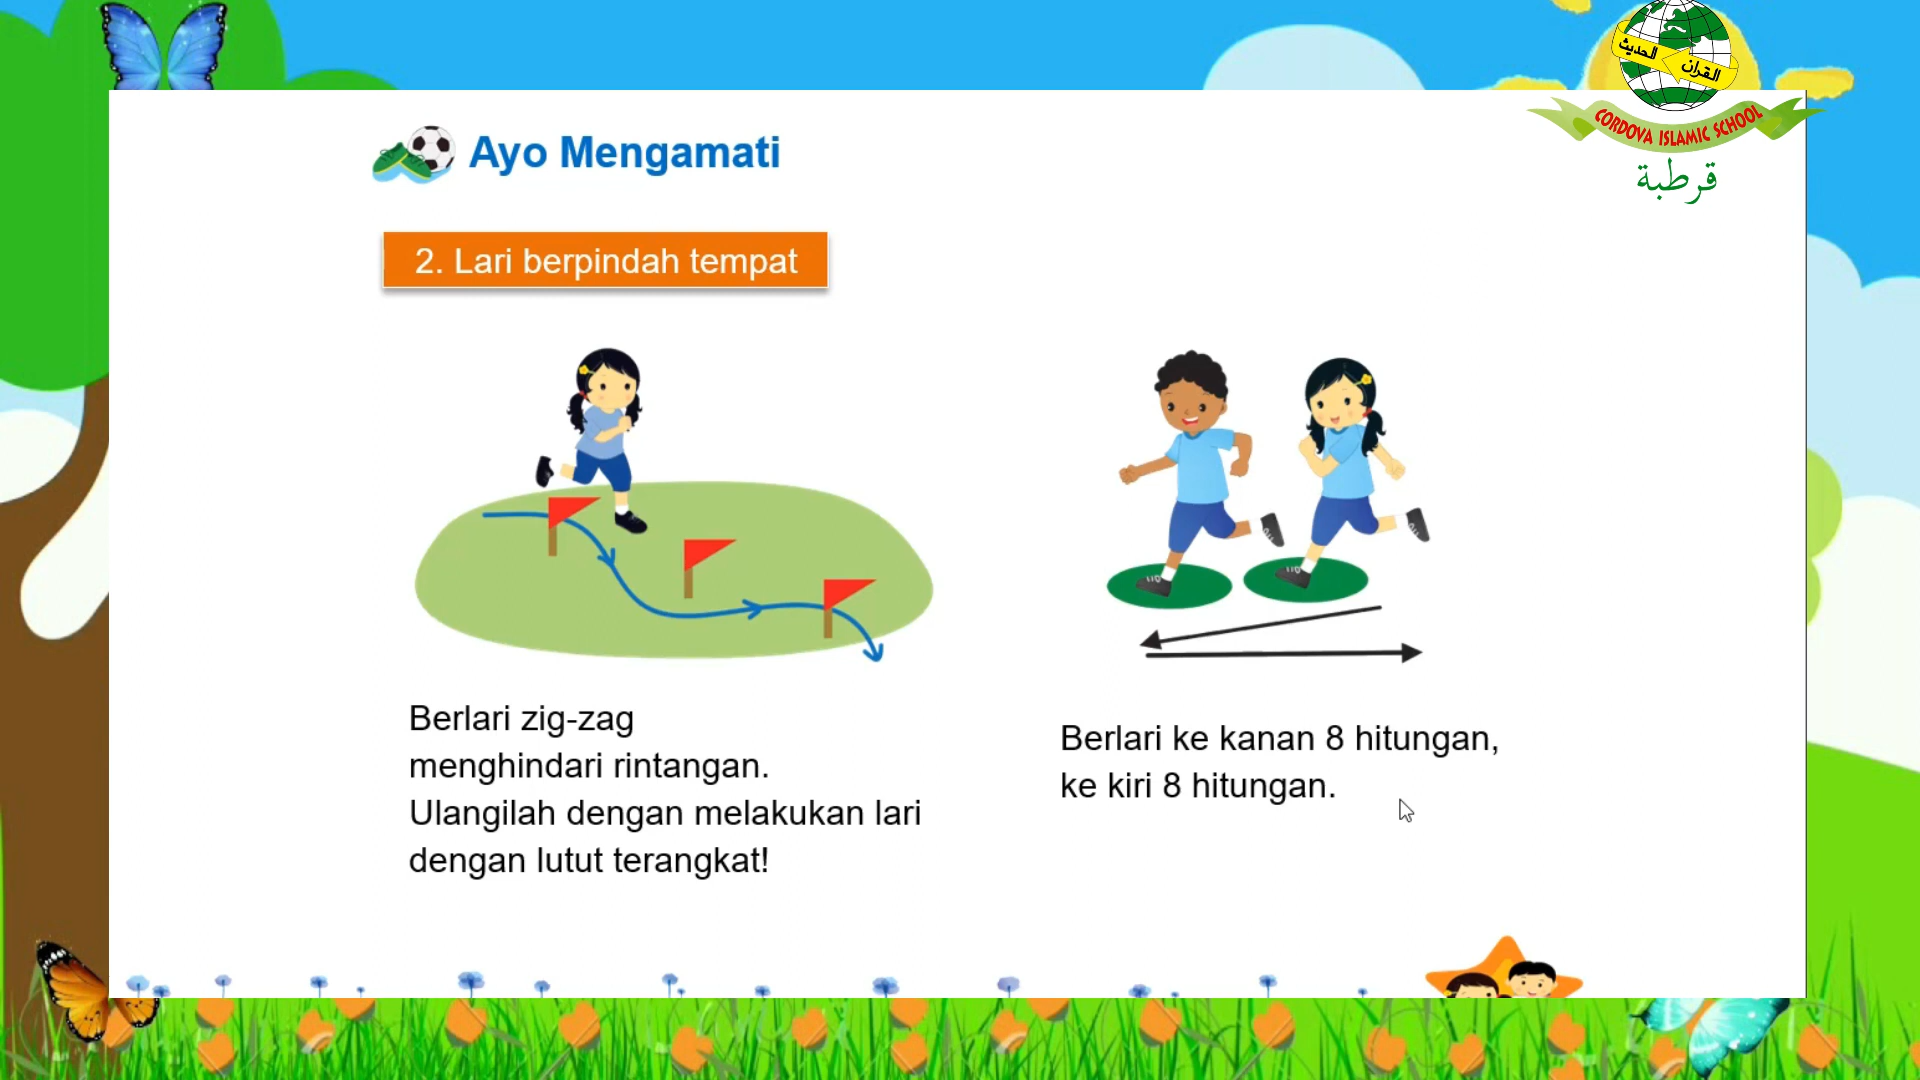 الحديث
القرآن
CORDOVA ISLAMIC SCHOOL
قرطبة
Ayo Mengamati
2. Lari berpindah tempat
Berlari zig-zag
menghindari rintangan.
Ulangilah dengan melakukan lari
dengan lutut terangkat!
Berlari ke kanan 8 hitungan,
ke kiri 8 hitungan.